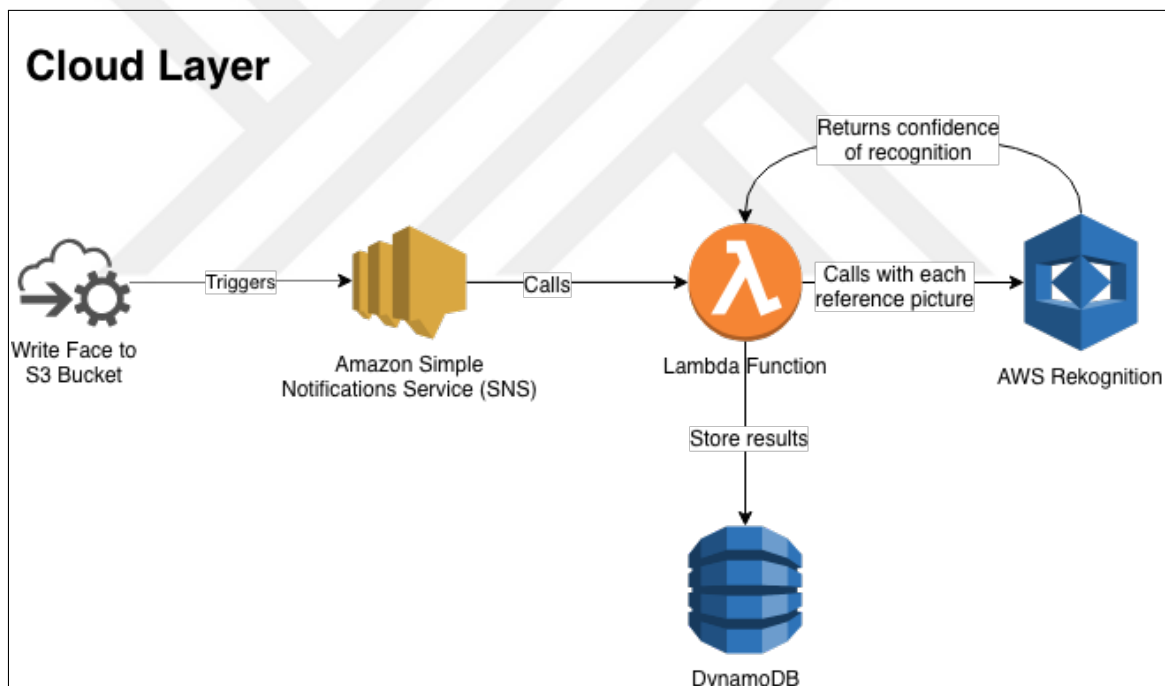 Cloud Layer
Returns confidence
of recognition
Triggers
Calls
Calls with each
reference picture
Write Face to
S3 Bucket
Amazon Simple
Notifications Service (SNS)
Lambda Function
AWS Rekognition
Store results
DynamoDB